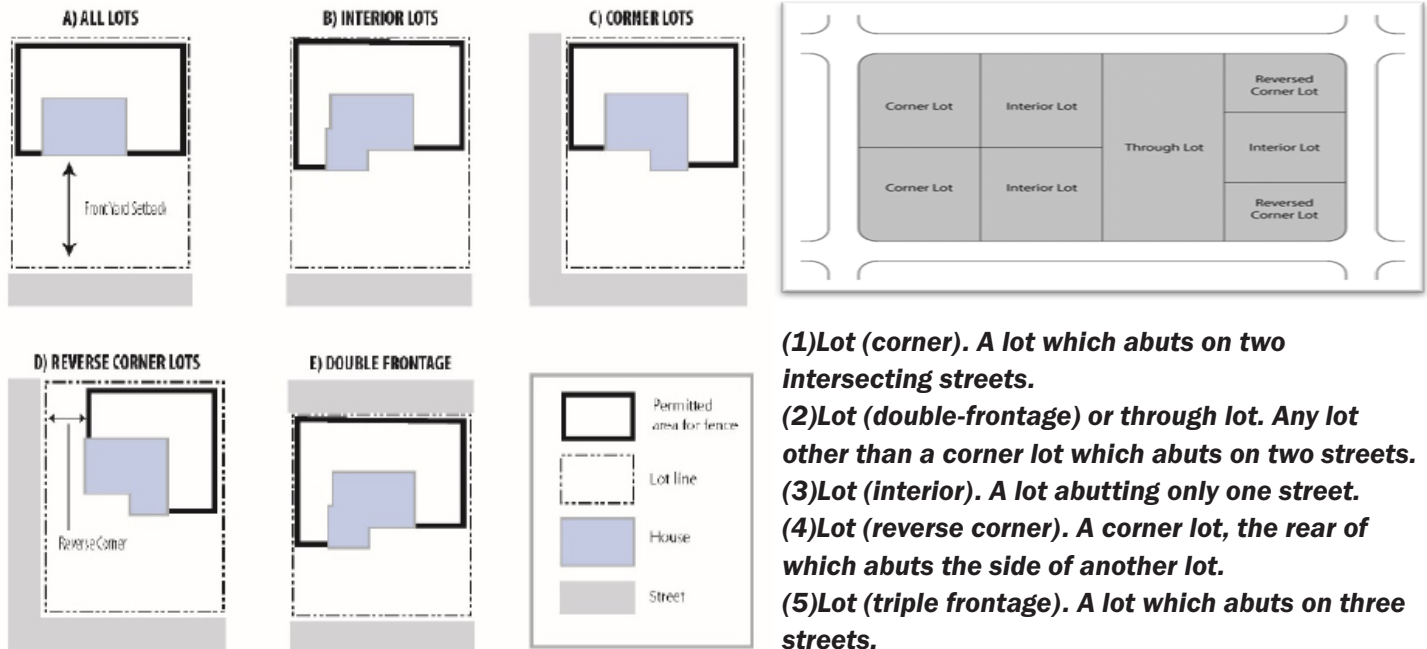 A) ALL LOTS
Front Yard Setback
B) INTERIOR LOTS
C) CORNER LOTS
D) REVERSE CORNER LOTS
Reverse Corner
E) DOUBLE FRONTAGE
Permitted
area for fence
Lot line
House
Street
Corner Lot
Interior Lot
Through Lot
Reversed
Corner Lot
Interior Lot
Corner Lot
Interior Lot
Reversed
Corner Lot
(1)Lot (corner). A lot which abuts on two
intersecting streets.
(2)Lot (double-frontage) or through lot. Any lot
other than a corner lot which abuts on two streets.
(3)Lot (interior). A lot abutting only one street.
(4)Lot (reverse corner). A corner lot, the rear of
which abuts the side of another lot.
(5)Lot (triple frontage). A lot which abuts on three
streets.